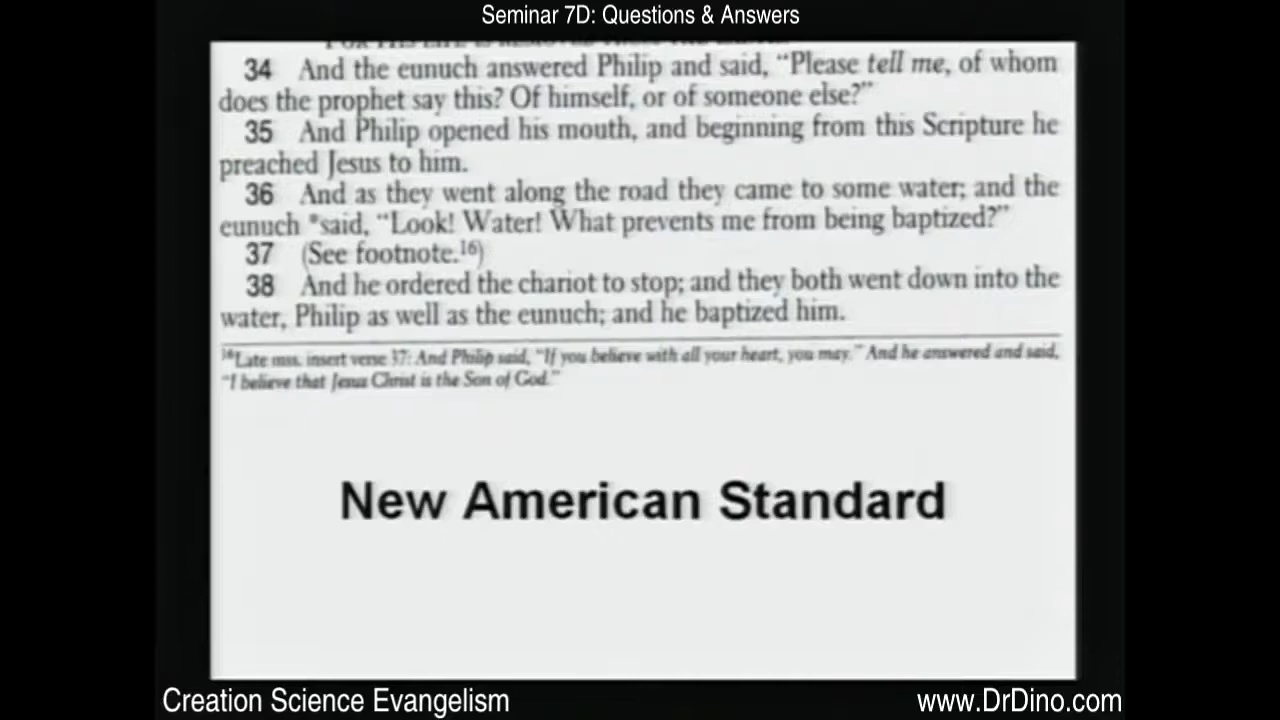 Seminar 7D: Questions & Answers
34 And the eunuch answered Philip and said, “Please tell me, of whom
does the prophet say this? Of himself, or of someone else?”
35 And Philip opened his mouth, and beginning from this Scripture he
preached Jesus to him.
36 And as they went along the road they came to some water; and the
eunuch *said, “Look! Water! What prevents me from being baptized?”
37 (See footnote.16)
38 And he ordered the chariot to stop; and they both went down into the
water, Philip as well as the eunuch; and he baptized him.
16Late mss. insert verse 37: And Philip said, “If you believe with all your heart, you may.” And he answered and said,
“I believe that Jesus Christ is the Son of God.”
New American Standard
Creation Science Evangelism
www.DrDino.com